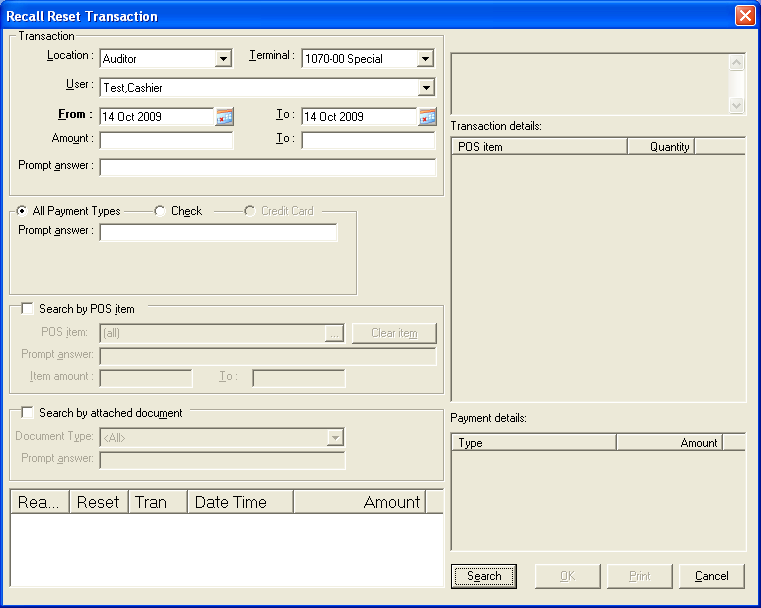 Recall Reset Transaction
Transaction
Location : Auditor Terminal : 1070-00 Special
User : Test,Cashier
From : 14 Oct 2009 To : 14 Oct 2009
Amount : To :
Prompt answer :
All Payment Types Check Credit Card
Prompt answer :
Search by POS item
POS item: (all) ... Clear item
Prompt answer:
Item amount : To :
Search by attached document
Document Type: <All>
Prompt answer:
Rea... Reset Tran Date Time Amount
Transaction details:
POS item Quantity
Payment details:
Type Amount
Search OK Print Cancel